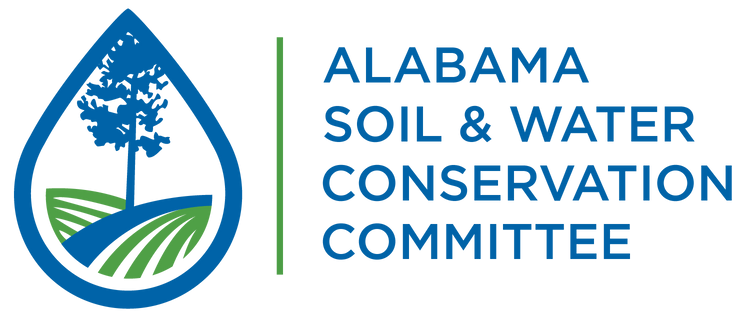 ALABAMA
SOIL & WATER
CONSERVATION
COMMITTEE